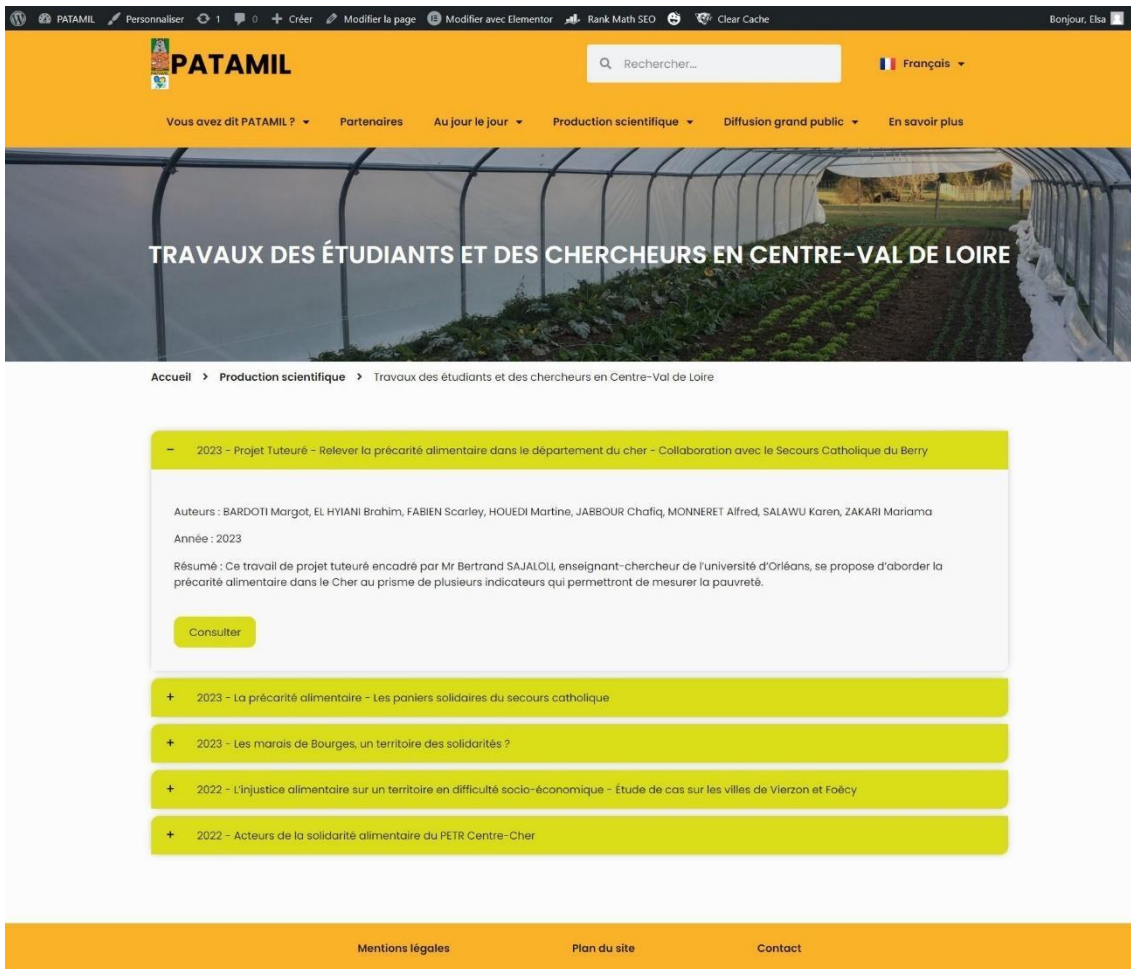 PATAMIL Personnaliser 1 0 Créer Modifier la page Modifier avec Elementor Rank Math SEO Clear Cache Bonjour, Elsa
PATAMIL
Rechercher...
Français
Vous avez dit PATAMIL ? Partenaires Au jour le jour Production scientifique Diffusion grand public En savoir plus
TRAVAUX DES ÉTUDIANTS ET DES CHERCHEURS EN CENTRE-VAL DE LOIRE
Accueil > Production scientifique > Travaux des étudiants et des chercheurs en Centre-Val de Loire
− 2023 - Projet Tuteuré - Relever la précarité alimentaire dans le département du cher - Collaboration avec le Secours Catholique du Berry
Auteurs : BARDOTI Margot, EL HYIANI Brahim, FABIEN Scarley, HOUEDI Martine, JABBOUR Chafiq, MONNERET Alfred, SALAWU Karen, ZAKARI Mariama
Année : 2023
Résumé : Ce travail de projet tuteuré encadré par Mr Bertrand SAJALOLI, enseignant-chercheur de l'université d'Orléans, se propose d'aborder la
précarité alimentaire dans le Cher au prisme de plusieurs indicateurs qui permettront de mesurer la pauvreté.
Consulter
+ 2023 - La précarité alimentaire - Les paniers solidaires du secours catholique
+ 2023 - Les marais de Bourges, un territoire des solidarités ?
+ 2022 - L'injustice alimentaire sur un territoire en difficulté socio-économique - Étude de cas sur les villes de Vierzon et Foëcy
+ 2022 - Acteurs de la solidarité alimentaire du PETR Centre-Cher
Mentions légales Plan du site Contact